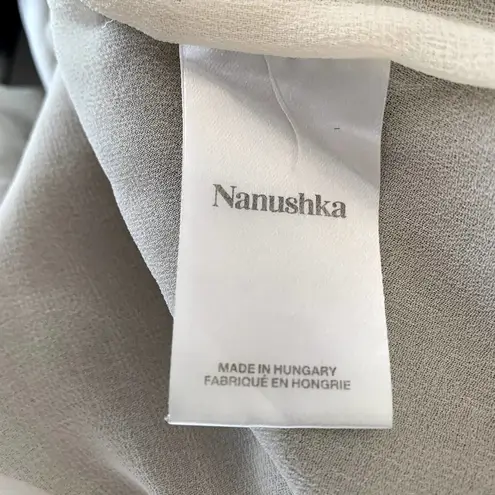 Nanushka
MADE IN HUNGARY
FABRIQUÉ EN HONGRIE